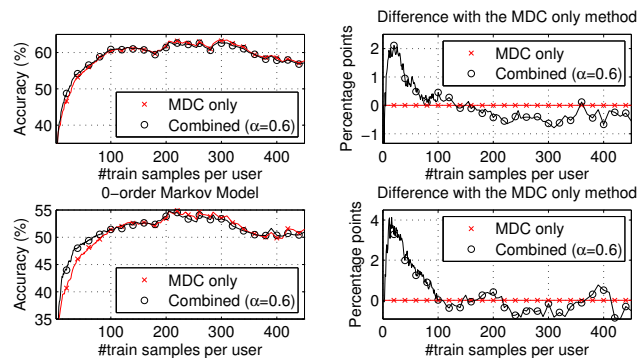 Difference with the MDC only method
Accuracy (%)
60
50
40
MDC only
Combined (α=0.6)
100 200 300 400
#train samples per user
Percentage points
2
1
0
−1
MDC only
Combined (α=0.6)
0 100 200 300 400
#train samples per user
0-order Markov Model
Difference with the MDC only method
Accuracy (%)
55
50
45
40
35
MDC only
Combined (α=0.6)
100 200 300 400
#train samples per user
Percentage points
4
2
0
MDC only
Combined (α=0.6)
0 100 200 300 400
#train samples per user